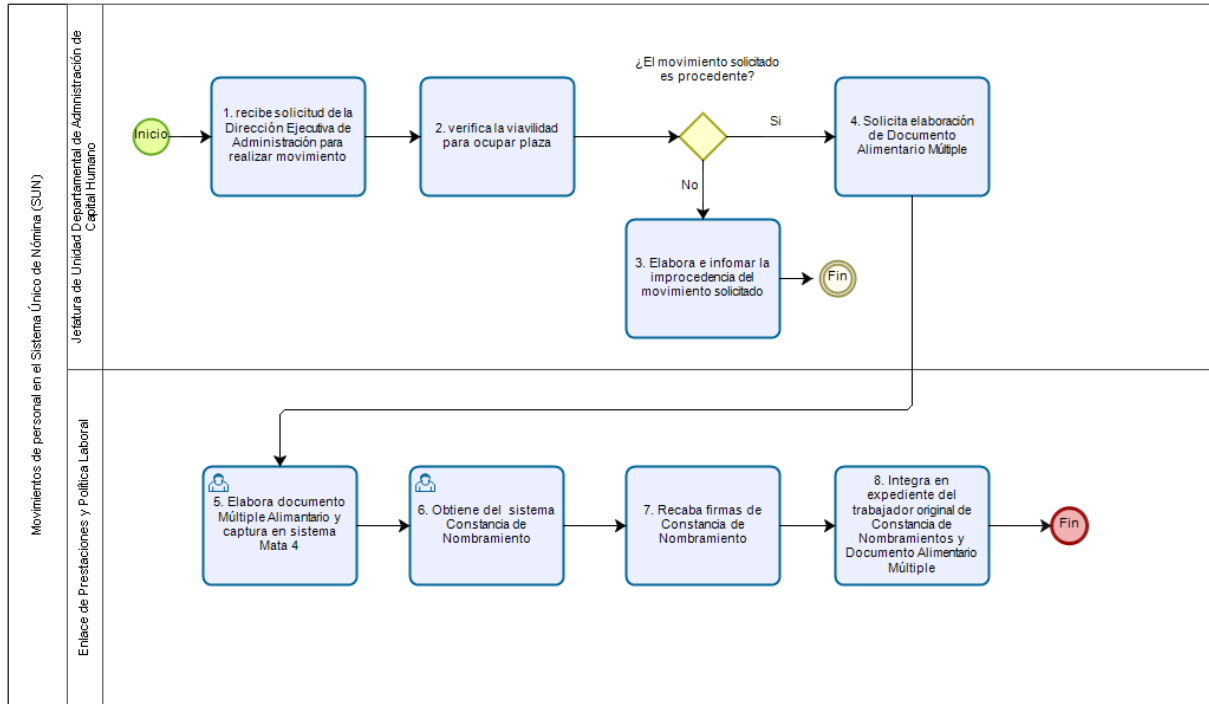 Movimientos de personal en el Sistema Único de Nómina (SUN)
Jefatura de Unidad Departamental de Admnistración de
Capital Humano
Inicio
1. recibe solicitud de la
Dirección Ejecutiva de
Administración para
realizar movimiento
2. verifica la viavilidad
para ocupar plaza
¿El movimiento solicitado
es procedente?
Si
No
3. Elabora e infomar la
improcedencia del
movimiento solicitado
Fin
4. Solicita elaboración
de Documento
Alimentario Múltiple
Enlace de Prestaciones y Política Laboral
5. Elabora documento
Múltiple Alimantario y
captura en sistema
Mata 4
6. Obtiene del sistema
Constancia de
Nombramiento
7. Recaba firmas de
Constancia de
Nombramiento
8. Integra en
expediente del
trabajador original de
Constancia de
Nombramientos y
Documento Alimentario
Múltiple
Fin